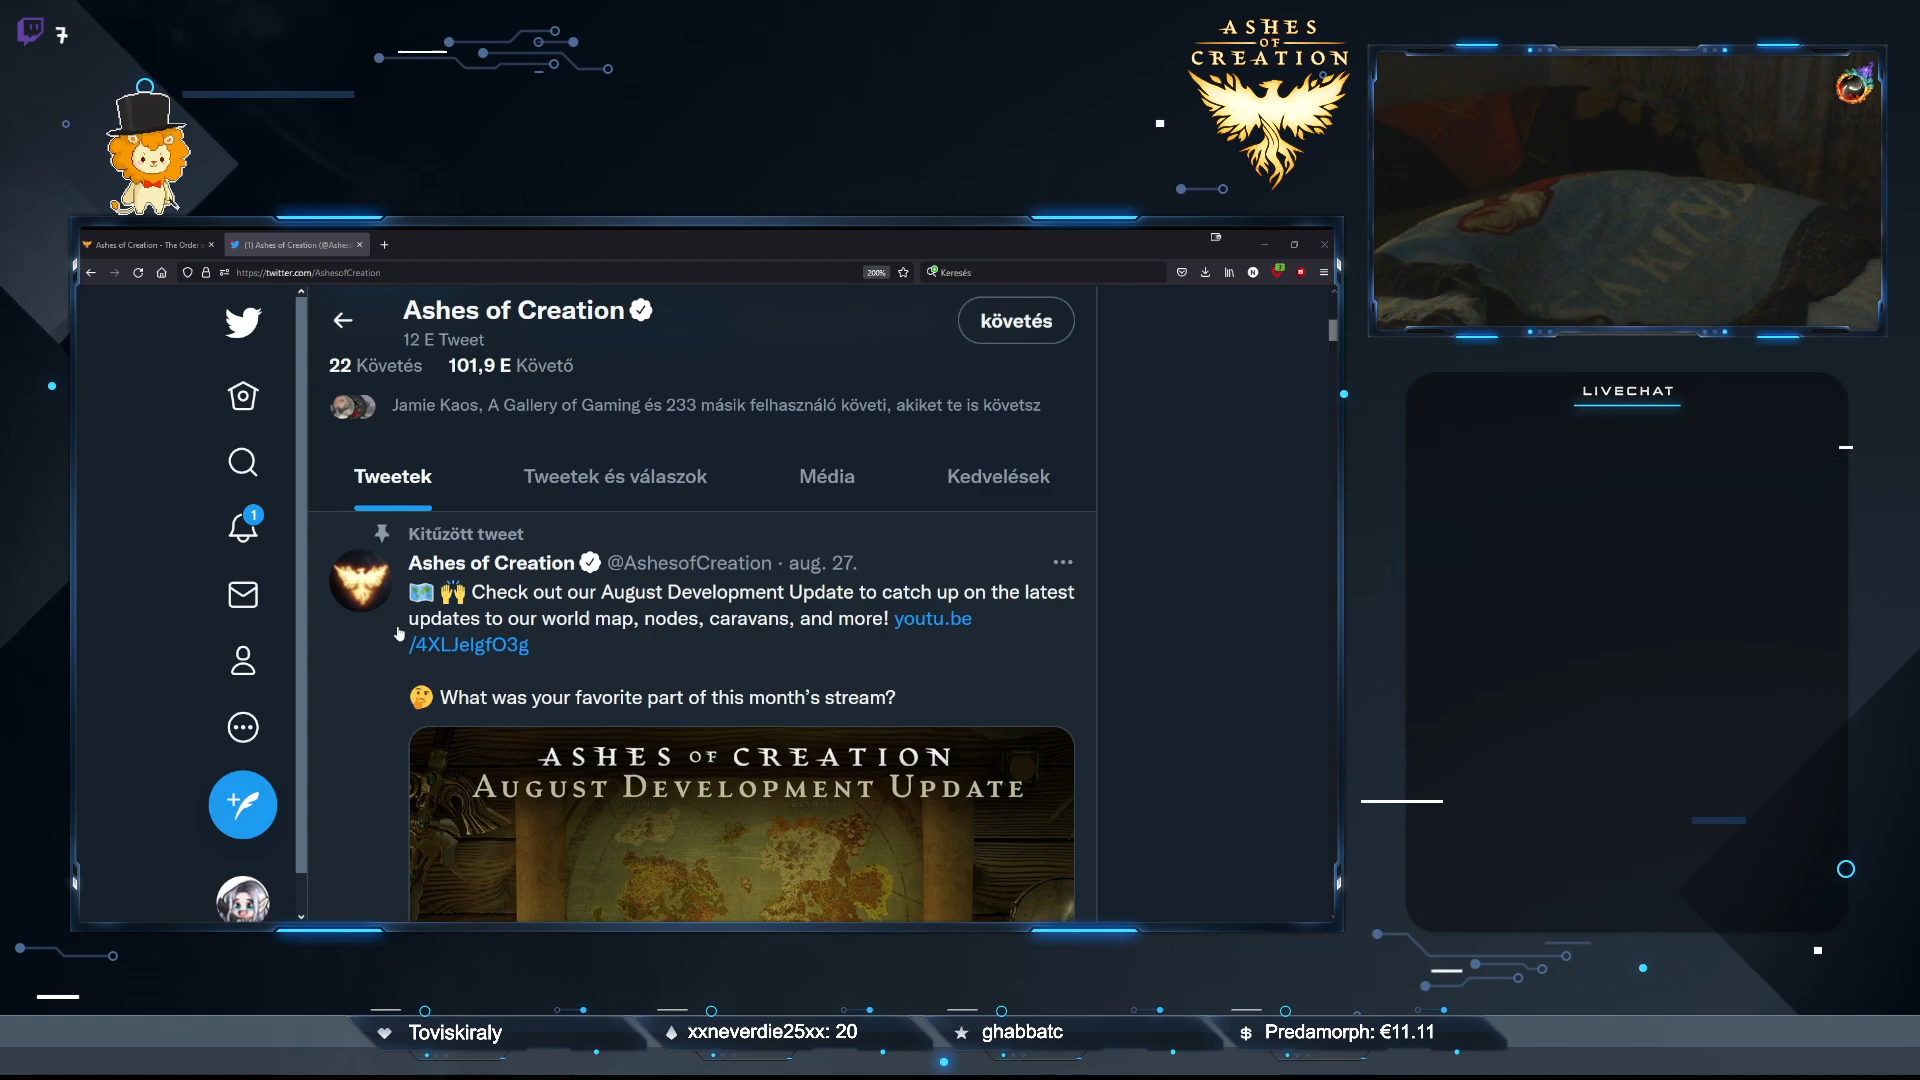 7
ASHES
OF
CREATION
Ashes of Creation - The Order
(1) Ashes of Creation (@Ashes
https://twitter.com/AshesofCreation
200%
Keresés
3
Ashes of Creation
12 E Tweet
követés
22 Követés 101,9 E Követő
Jamie Kaos, A Gallery of Gaming és 233 másik felhasználó követi, akiket te is követsz
Tweetek Tweetek és válaszok Média Kedvelések
1
Kitűzött tweet
Ashes of Creation @AshesofCreation · aug. 27.
🗺️ 🙌 Check out our August Development Update to catch up on the latest
updates to our world map, nodes, caravans, and more! youtu.be
/4XLJelgfO3g
🤔 What was your favorite part of this month's stream?
ASHES OF CREATION
AUGUST DEVELOPMENT UPDATE
LIVECHAT
Toviskiraly
xxneverdie25xx: 20
ghabbatc
Predamorph: €11.11